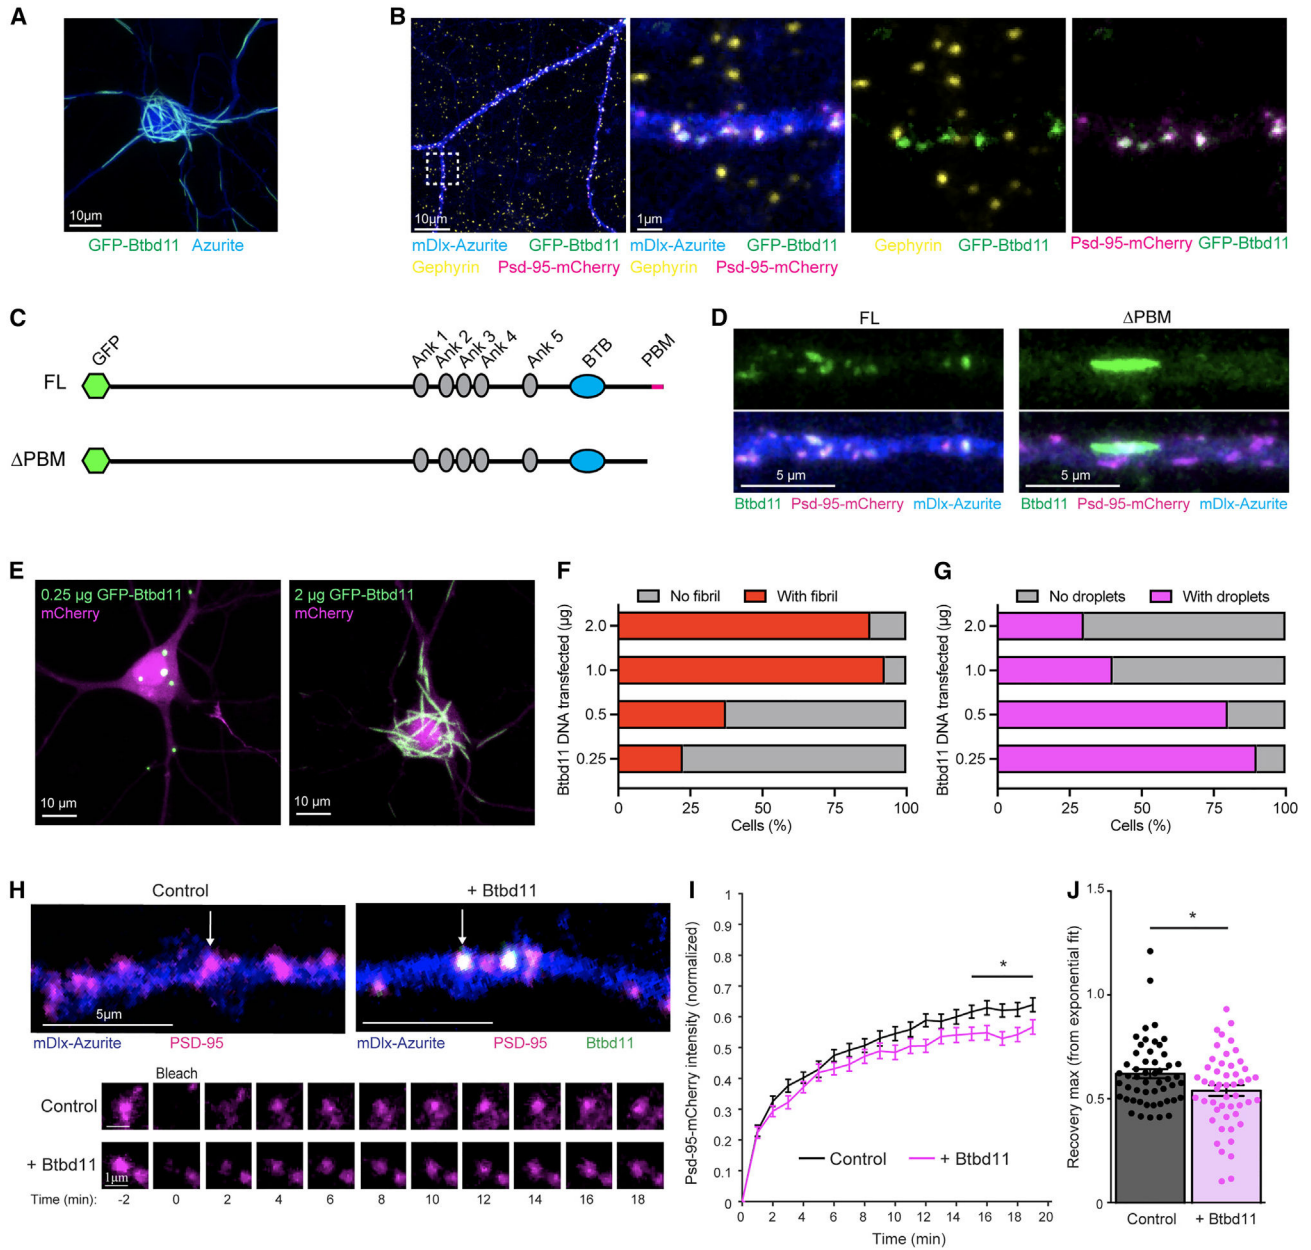 A
10µm
GFP-Btbd11 Azurite
B
10µm
1µm
mDlx-Azurite GFP-Btbd11
Gephyrin Psd-95-mCherry
mDlx-Azurite GFP-Btbd11
Gephyrin Psd-95-mCherry
Gephyrin GFP-Btbd11
Psd-95-mCherry GFP-Btbd11
C
GFP Ank 1 Ank 2 Ank 3 Ank 4 Ank 5 BTB PBM
FL
ΔPBM
D
FL ΔPBM
5 µm 5 µm
Btbd11 Psd-95-mCherry mDlx-Azurite
Btbd11 Psd-95-mCherry mDlx-Azurite
E
0.25 µg GFP-Btbd11
mCherry
10 µm
2 µg GFP-Btbd11
mCherry
10 µm
F
No fibril With fibril
Btbd11 DNA transfected (µg)
2.0
1.0
0.5
0.25
0 25 50 75 100
Cells (%)
G
No droplets With droplets
Btbd11 DNA transfected (µg)
2.0
1.0
0.5
0.25
0 25 50 75 100
Cells (%)
H
Control + Btbd11
5µm
mDlx-Azurite PSD-95
mDlx-Azurite PSD-95 Btbd11
Bleach
Control
+ Btbd11
1µm
Time (min): -2 0 2 4 6 8 10 12 14 16 18
I
Psd-95-mCherry intensity (normalized)
1
0.9
0.8
0.7
0.6
0.5
0.4
0.3
0.2
0.1
0
*
Control + Btbd11
0 2 4 6 8 10 12 14 16 18 20
Time (min)
J
Recovery max (from exponential fit)
1.5
1.0
0.5
0
*
Control + Btbd11